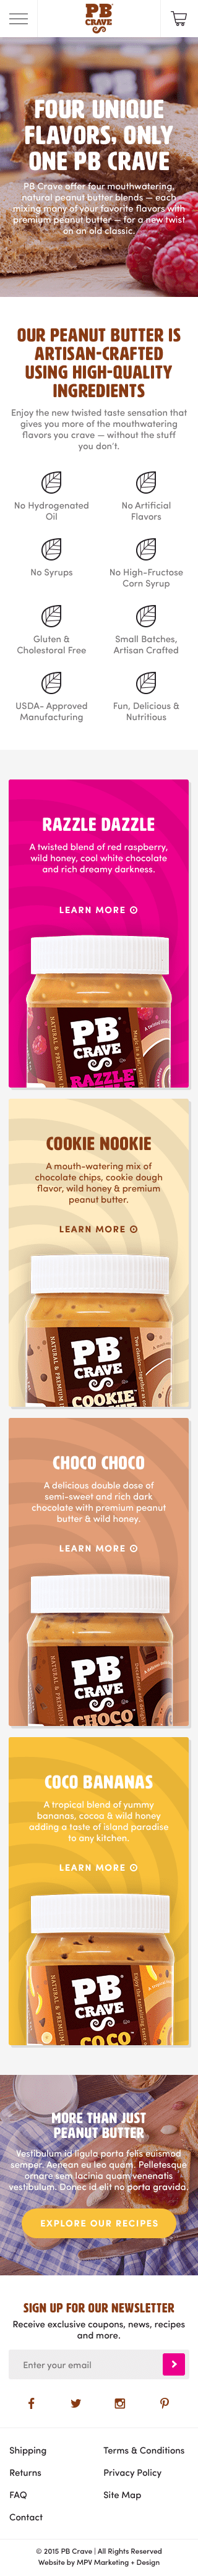 PB
CRAVE
FOUR UNIQUE
FLAVORS, ONLY
ONE PB CRAVE
PB Crave offer four mouthwatering,
natural peanut butter blends — each
mixing many of your favorite flavors with
premium peanut butter — for a new twist
on an old classic.
OUR PEANUT BUTTER IS
ARTISAN-CRAFTED
USING HIGH-QUALITY
INGREDIENTS
Enjoy the new twisted taste sensation that
gives you more of the mouthwatering
flavors you crave — without the stuff
you don't.
No Hydrogenated
Oil
No Artificial
Flavors
No Syrups
No High-Fructose
Corn Syrup
Gluten &
Cholestoral Free
Small Batches,
Artisan Crafted
USDA- Approved
Manufacturing
Fun, Delicious &
Nutritious
RAZZLE DAZZLE
A twisted blend of red raspberry,
wild honey, cool white chocolate
and rich dreamy darkness.
LEARN MORE
PB
CRAVE
RAZZLE
COOKIE NOOKIE
A mouth-watering mix of
chocolate chips, cookie dough
flavor, wild honey & premium
peanut butter.
LEARN MORE
PB
CRAVE
COOKIE
CHOCO CHOCO
A delicious double dose of
semi-sweet and rich dark
chocolate with premium peanut
butter & wild honey.
LEARN MORE
PB
CRAVE
CHOCO
COCO BANANAS
A tropical blend of yummy
bananas, cocoa & wild honey
adding a taste of island paradise
to any kitchen.
LEARN MORE
PB
CRAVE
COCO
MORE THAN JUST
PEANUT BUTTER
Vestibulum id ligula porta felis euismod
semper. Aenean eu leo quam. Pelletesque
ornare sem lacinia quam venenatis
vestibulum. Donec id elit no porta gravida.
EXPLORE OUR RECIPES
SIGN UP FOR OUR NEWSLETTER
Receive exclusive coupons, news, recipes
and more.
Enter your email
Shipping
Terms & Conditions
Returns
Privacy Policy
FAQ
Site Map
Contact
© 2015 PB Crave | All Rights Reserved
Website by MPV Marketing + Design